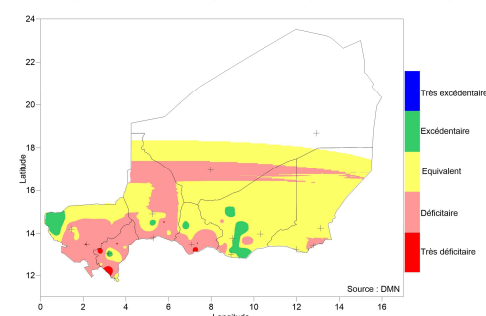 24
22
20
18
16
14
12
Latitude
0
2
4
6
8
10
12
14
16
Longitude
Source : DMN
Très excédentaire
Excédentaire
Equivalent
Déficitaire
Très déficitaire